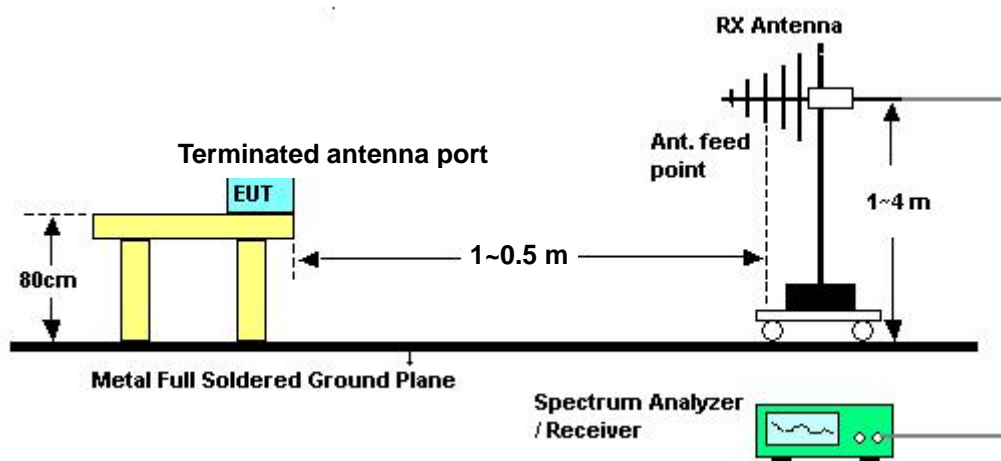 RX Antenna
Terminated antenna port
Ant. feed
point
EUT
1~4 m
1~0.5 m
80cm
Metal Full Soldered Ground Plane
Spectrum Analyzer
/ Receiver